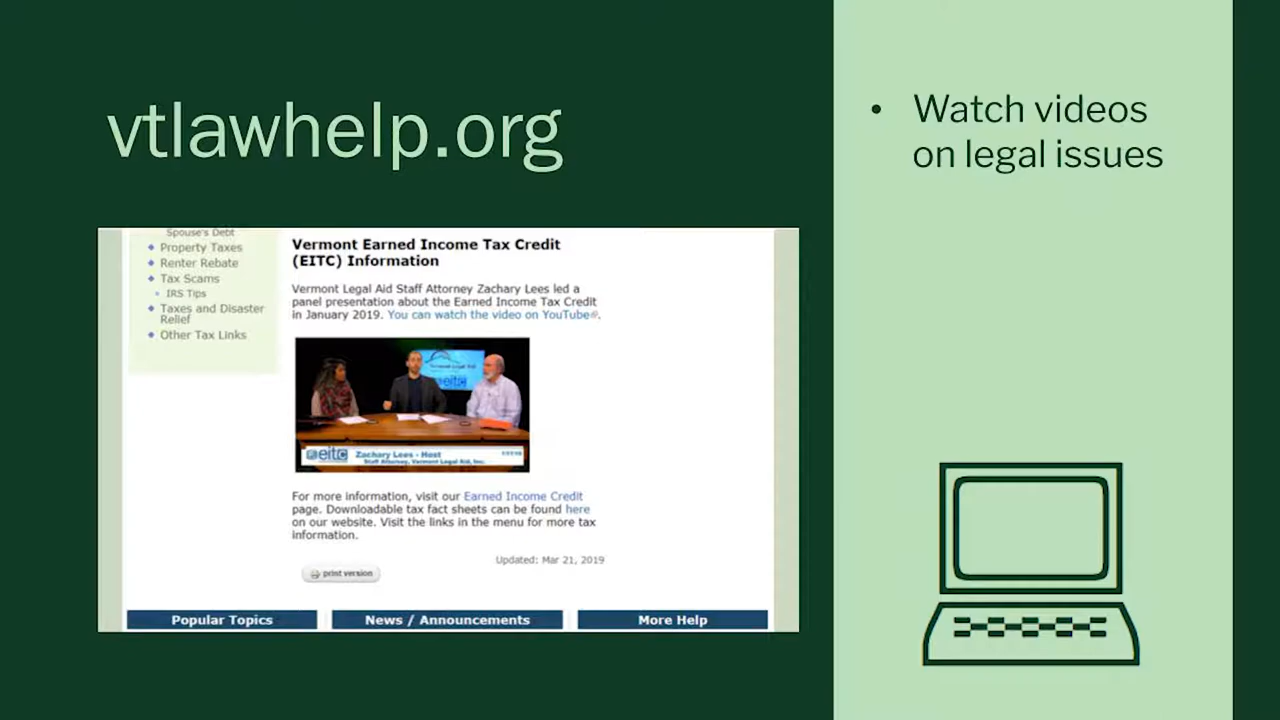 vtlawhelp.org
Watch videos
on legal issues
Spouse's Debt
Property Taxes
Renter Rebate
Tax Scams
IRS Tips
Taxes and Disaster
Relief
Other Tax Links
Vermont Earned Income Tax Credit
(EITC) Information
Vermont Legal Aid Staff Attorney Zachary Lees led a
panel presentation about the Earned Income Tax Credit
in January 2019. You can watch the video on YouTube.
Vermont Legal Aid
eitc
eitc
Zachary Lees - Host
Staff Attorney, Vermont Legal Aid, Inc.
For more information, visit our Earned Income Credit
page. Downloadable tax fact sheets can be found here
on our website. Visit the links in the menu for more tax
information.
Updated: Mar 21, 2019
print version
Popular Topics
News / Announcements
More Help